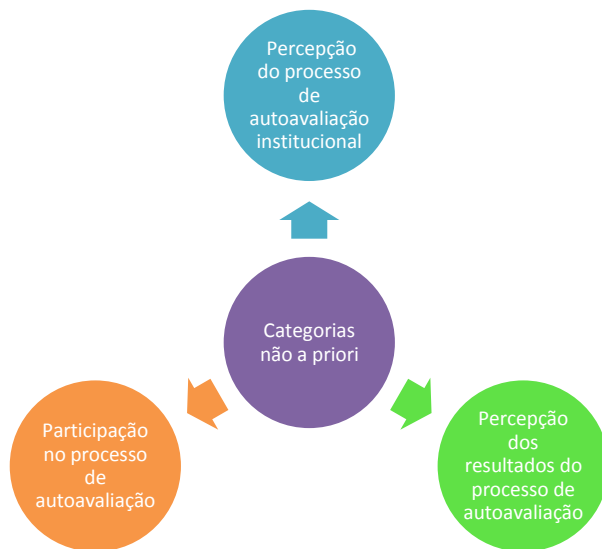 Percepção
do processo
de
autoavaliação
institucional
Categorias
não a priori
Participação
no processo
de
autoavaliação
Percepção
dos
resultados do
processo de
autoavaliação